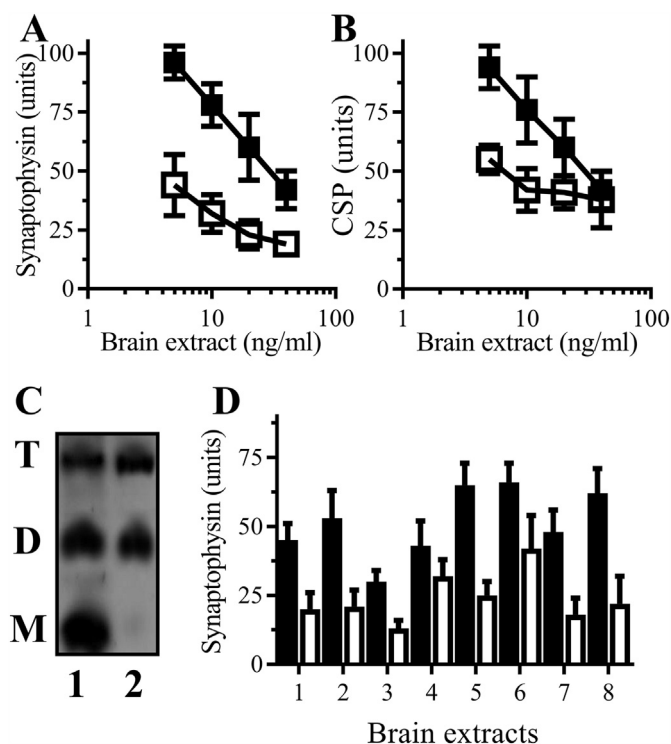 A
B
Synaptophysin (units)
100
75
50
25
0
1
10
100
Brain extract (ng/ml)
CSP (units)
100
75
50
25
0
1
10
100
Brain extract (ng/ml)
C
T
D
M
1 2
D
Synaptophysin (units)
75
50
25
0
1 2 3 4 5 6 7 8
Brain extracts